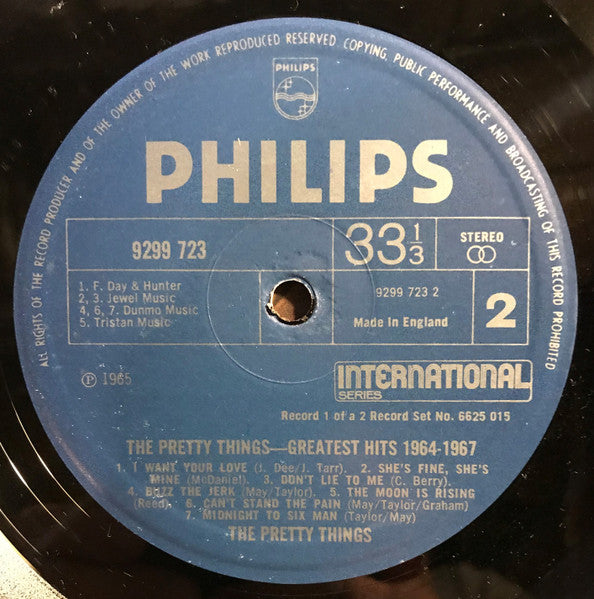 ALL RIGHTS OF THE RECORD PRODUCER AND OF THE OWNER OF THE WORK REPRODUCED RESERVED COPYING, PUBLIC PERFORMANCE AND BROADCASTING OF THIS RECORD PROHIBITED
PHILIPS
PHILIPS
9299 723
33 1/3
STEREO
1. F. Day & Hunter
2, 3. Jewel Music
4, 6, 7. Dunmo Music
5. Tristan Music
9299 723 2
Made in England
2
Ⓟ 1965
INTERNATIONAL
SERIES
Record 1 of a 2 Record Set No. 6625 015
THE PRETTY THINGS—GREATEST HITS 1964-1967
1. I WANT YOUR LOVE (J. Dee/J. Tarr). 2. SHE'S FINE, SHE'S
MINE (McDaniel). 3. DON'T LIE TO ME (C. Berry).
4. BUZZ THE JERK (May/Taylor). 5. THE MOON IS RISING
(Reed). 6. CAN'T STAND THE PAIN (May/Taylor/Graham)
7. MIDNIGHT TO SIX MAN (Taylor/May)
THE PRETTY THINGS